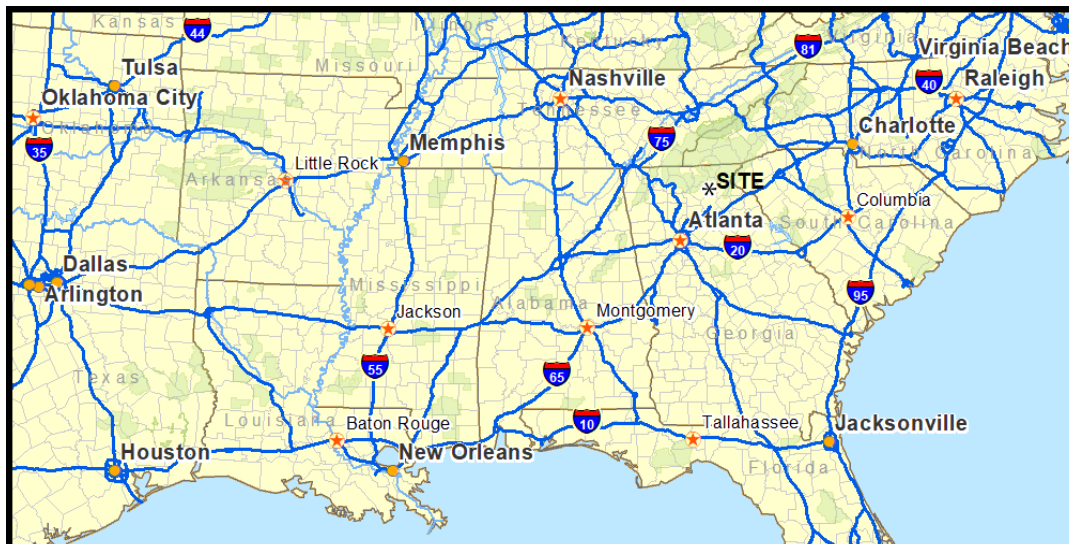 Kansas
44
Illinois
Kentucky
Virginia
81
Virginia Beach
Missouri
Tulsa
Nashville
40
Raleigh
Oklahoma City
Oklahoma
Tennessee
75
Charlotte
35
Memphis
North Carolina
Little Rock
Arkansas
SITE
Columbia
Atlanta
South Carolina
20
Dallas
Mississippi
Arlington
95
Alabama
Jackson
Montgomery
Georgia
55
65
Texas
Louisiana
Baton Rouge
10
Tallahassee
Jacksonville
Houston
New Orleans
Florida